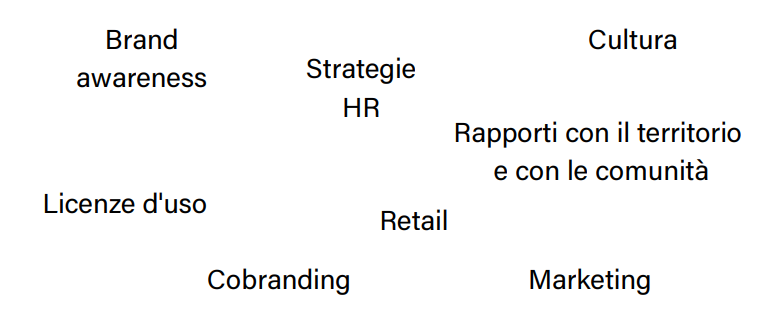 Brand
awareness
Strategie
HR
Cultura
Rapporti con il territorio
e con le comunità
Licenze d'uso
Retail
Cobranding
Marketing